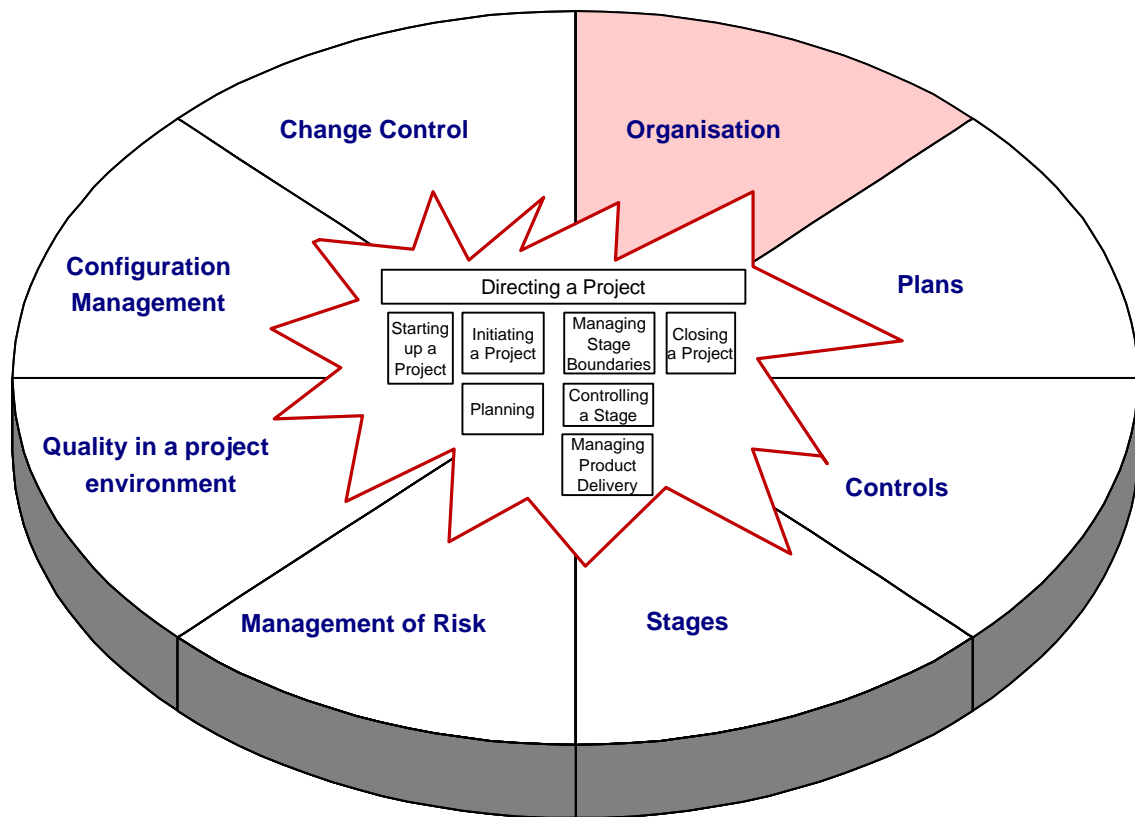 Change Control
Organisation
Configuration
Management
Plans
Directing a Project
Starting
up a
Project
Initiating
a Project
Managing
Stage
Boundaries
Closing
a Project
Planning
Controlling
a Stage
Managing
Product
Delivery
Quality in a project
environment
Controls
Management of Risk
Stages